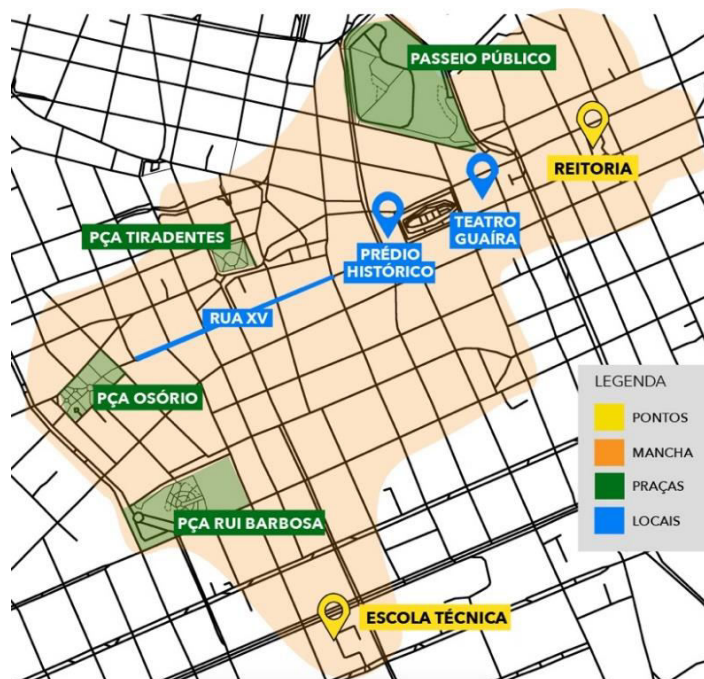 PASSEIO PÚBLICO
REITORIA
TEATRO
GUAÍRA
PÇA TIRADENTES
PRÉDIO
HISTÓRICO
RUA XV
PÇA OSÓRIO
PÇA RUI BARBOSA
ESCOLA TÉCNICA
LEGENDA
PONTOS
MANCHA
PRAÇAS
LOCAIS